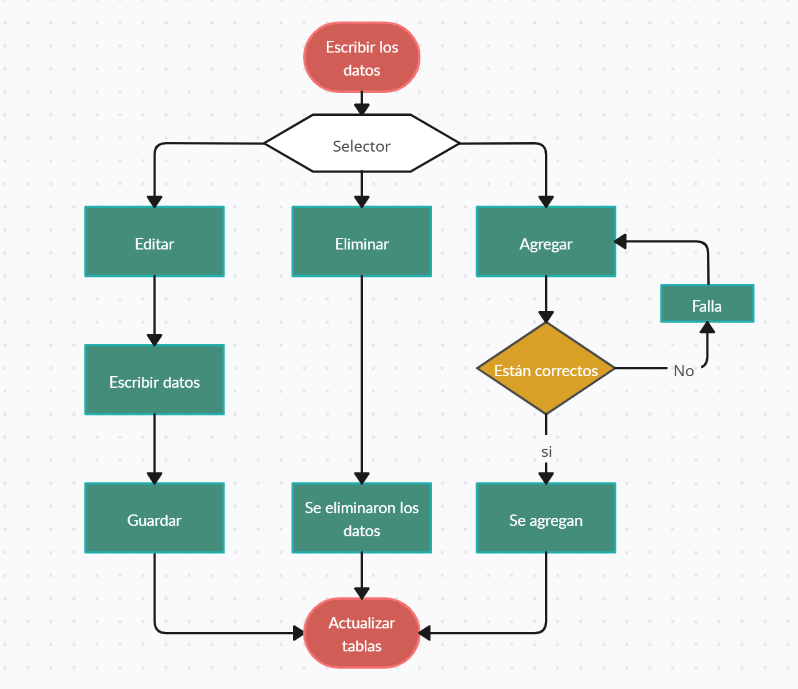 Escribir los
datos
Selector
Editar
Eliminar
Agregar
Falla
Escribir datos
Están correctos
No
si
Guardar
Se eliminaron los
datos
Se agregan
Actualizar
tablas